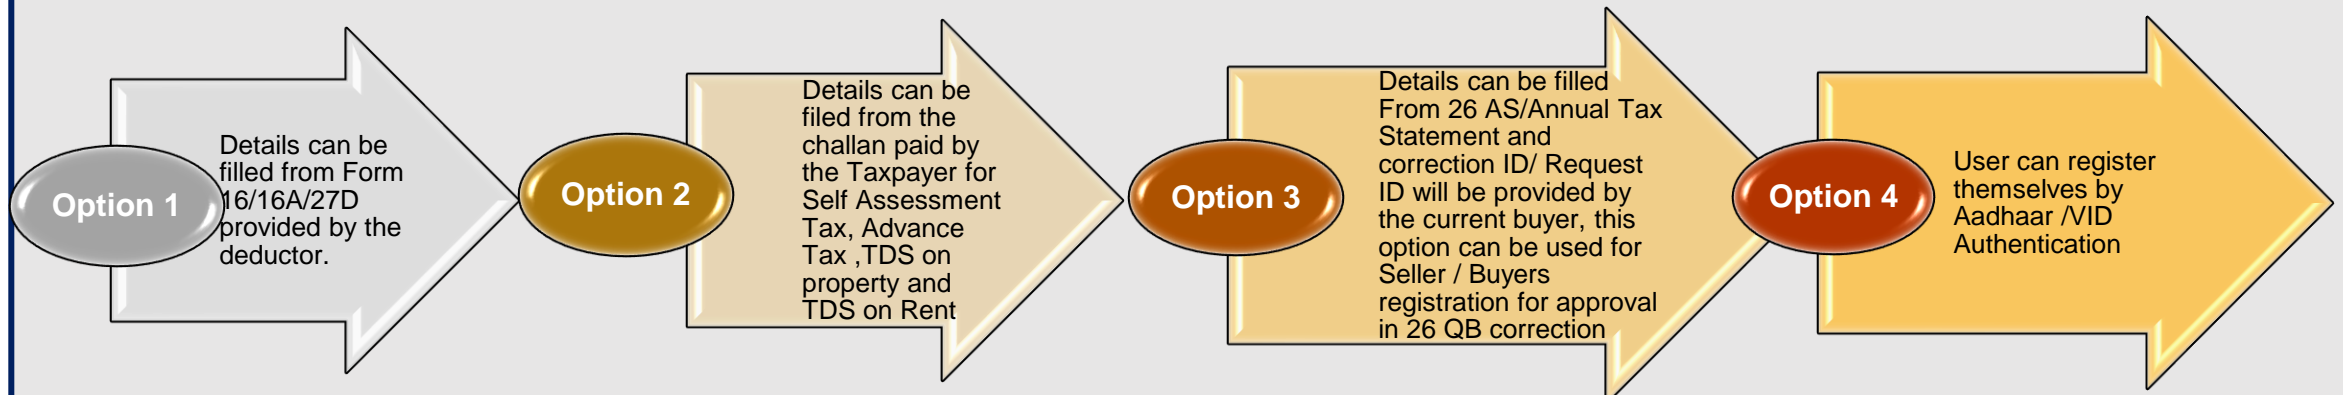 Option 1
Details can be
filled from Form
16/16A/27D
provided by the
deductor.
Option 2
Details can be
filed from the
challan paid by
the Taxpayer for
Self Assessment
Tax, Advance
Tax ,TDS on
property and
TDS on Rent
Option 3
Details can be filled
From 26 AS/Annual Tax
Statement and
correction ID/ Request
ID will be provided by
the current buyer, this
option can be used for
Seller / Buyers
registration for approval
in 26 QB correction
Option 4
User can register
themselves by
Aadhaar /VID
Authentication